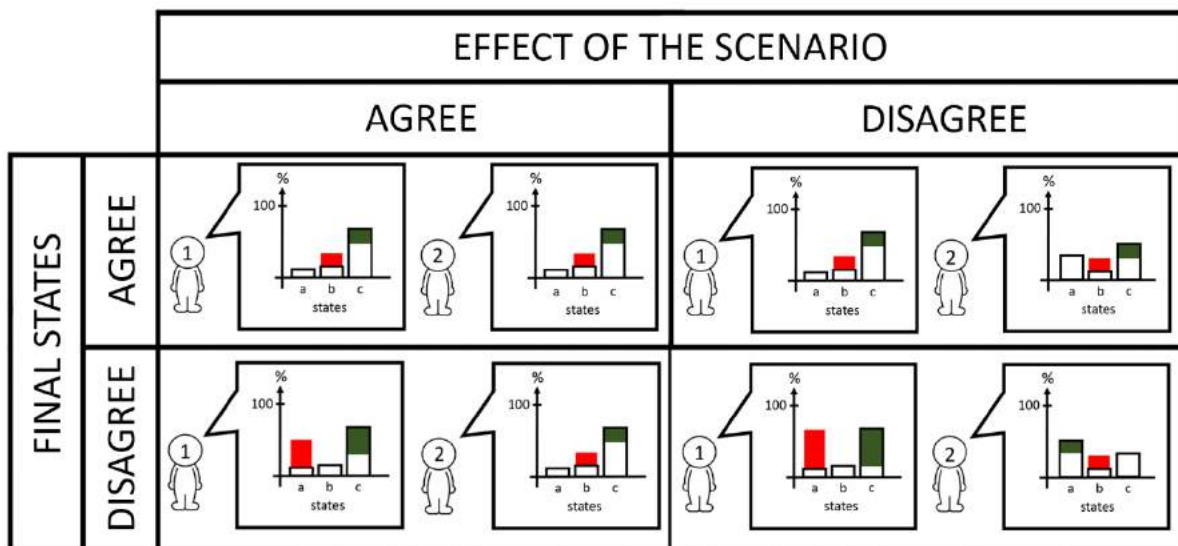 EFFECT OF THE SCENARIO
AGREE DISAGREE
FINAL STATES
AGREE
1
%
100
a b c
states
2
%
100
a b c
states
1
%
100
a b c
states
2
%
100
a b c
states
DISAGREE
1
%
100
a b c
states
2
%
100
a b c
states
1
%
100
a b c
states
2
%
100
a b c
states